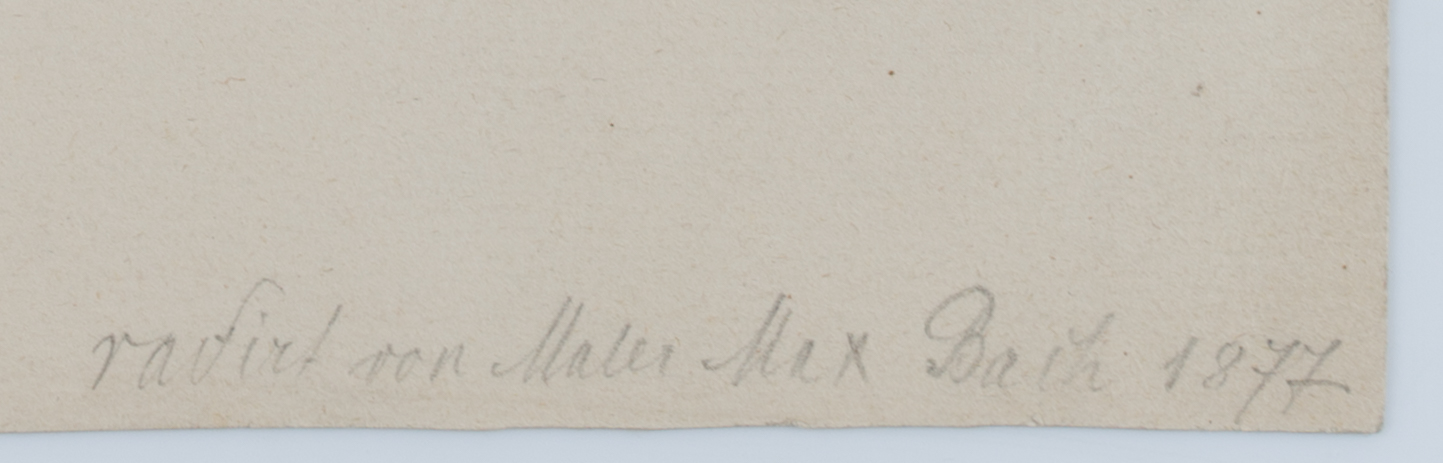 radirt von Maler Max Bach 1877